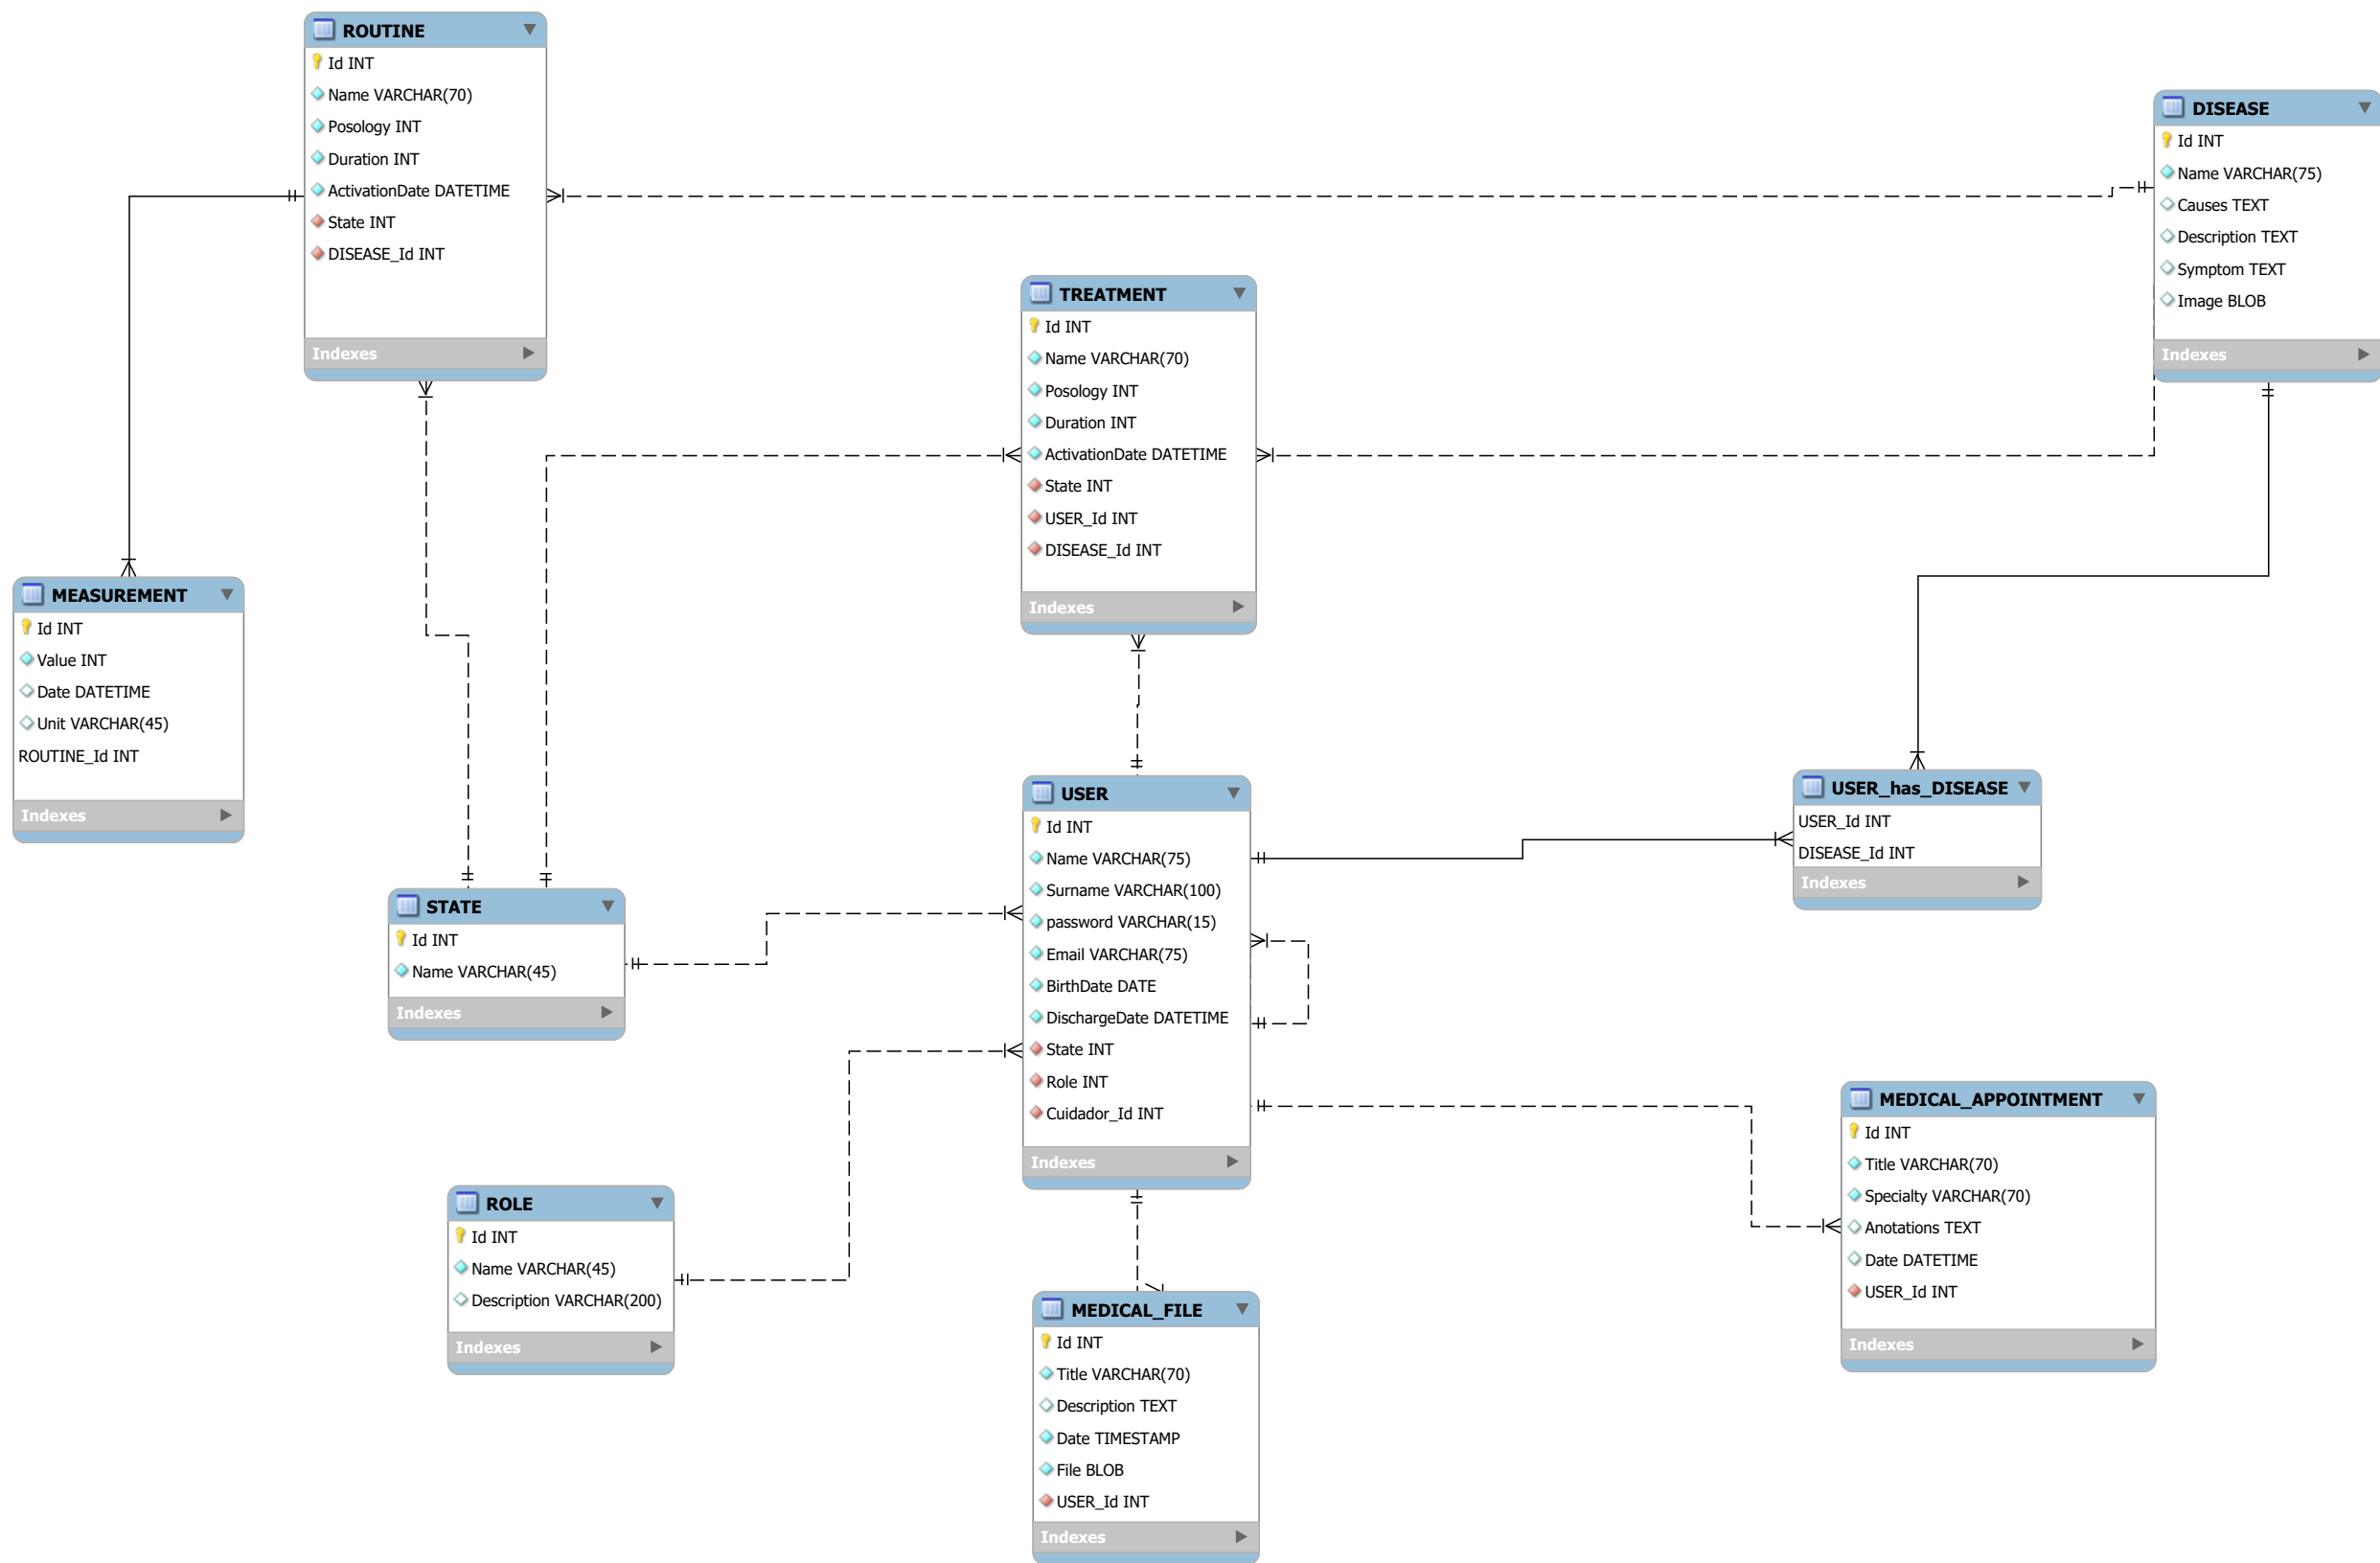 ROUTINE
Id INT
Name VARCHAR(70)
Posology INT
Duration INT
ActivationDate DATETIME
State INT
DISEASE_Id INT
Indexes
DISEASE
Id INT
Name VARCHAR(75)
Causes TEXT
Description TEXT
Symptom TEXT
Image BLOB
Indexes
TREATMENT
Id INT
Name VARCHAR(70)
Posology INT
Duration INT
ActivationDate DATETIME
State INT
USER_Id INT
DISEASE_Id INT
Indexes
MEASUREMENT
Id INT
Value INT
Date DATETIME
Unit VARCHAR(45)
ROUTINE_Id INT
Indexes
USER
Id INT
Name VARCHAR(75)
Surname VARCHAR(100)
password VARCHAR(15)
Email VARCHAR(75)
BirthDate DATE
DischargeDate DATETIME
State INT
Role INT
Cuidador_Id INT
Indexes
USER_has_DISEASE
USER_Id INT
DISEASE_Id INT
Indexes
STATE
Id INT
Name VARCHAR(45)
Indexes
MEDICAL_APPOINTMENT
Id INT
Title VARCHAR(70)
Specialty VARCHAR(70)
Anotations TEXT
Date DATETIME
USER_Id INT
Indexes
ROLE
Id INT
Name VARCHAR(45)
Description VARCHAR(200)
Indexes
MEDICAL_FILE
Id INT
Title VARCHAR(70)
Description TEXT
Date TIMESTAMP
File BLOB
USER_Id INT
Indexes